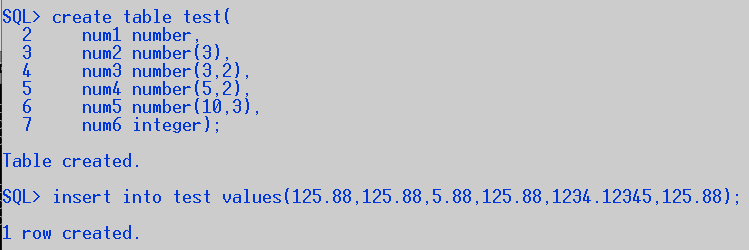 SQL> create table test(
  2     num1 number,
  3     num2 number(3),
  4     num3 number(3,2),
  5     num4 number(5,2),
  6     num5 number(10,3),
  7     num6 integer);
Table created.
SQL> insert into test values(125.88,125.88,5.88,125.88,1234.12345,125.88);
1 row created.